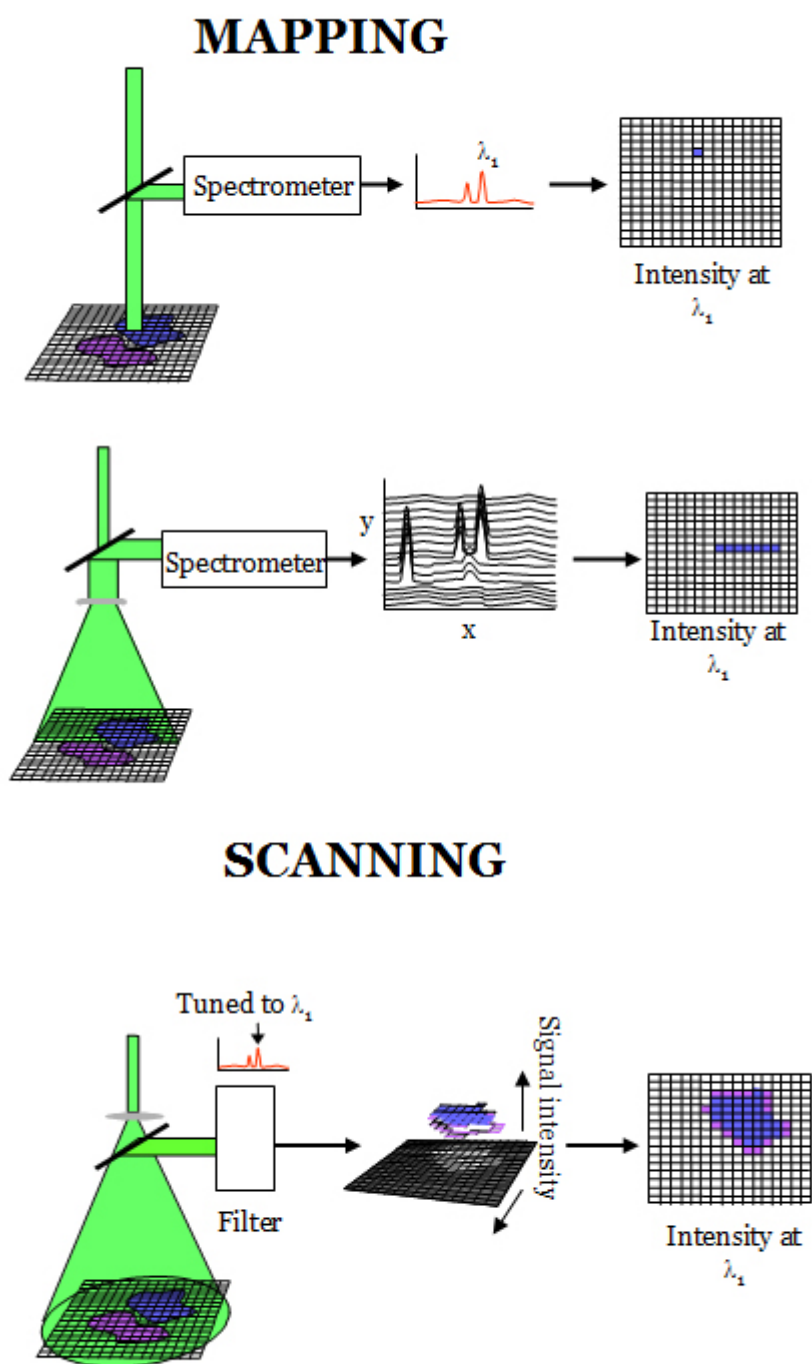 MAPPING
Spectrometer
λ₁
Intensity at
λ₁
Spectrometer
y
x
Intensity at
λ₁
SCANNING
Tuned to λ₁
Filter
Signal intensity
Intensity at
λ₁